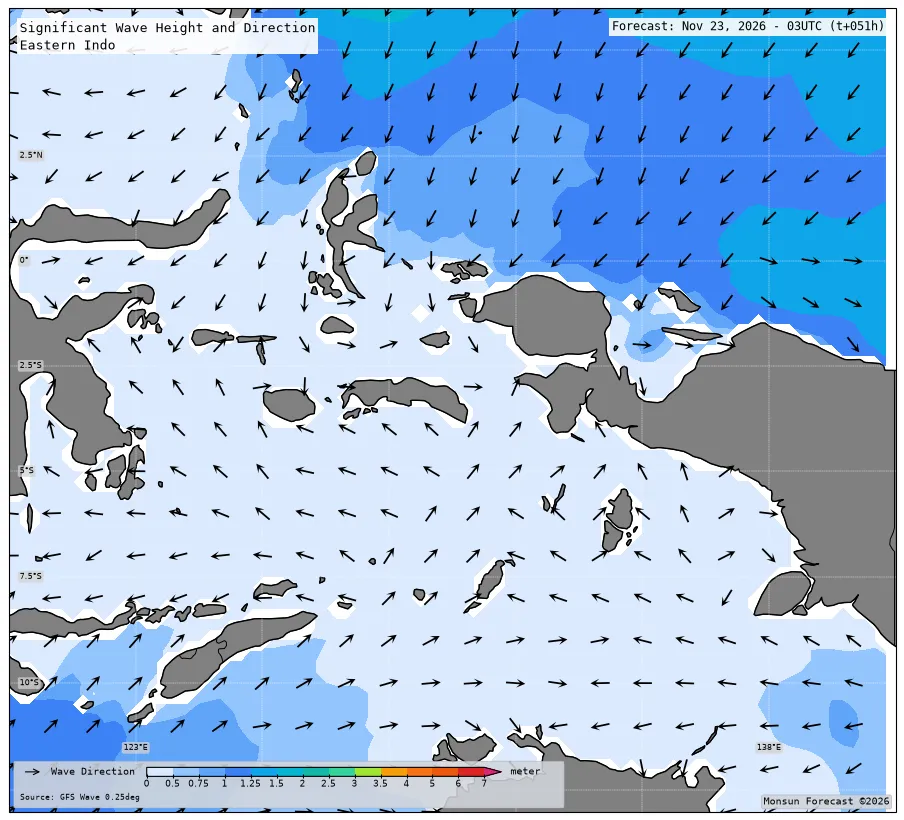 Significant Wave Height and Direction
Eastern Indo
Forecast: Nov 23, 2026 - 03UTC (t+051h)
2.5°N
0°
2.5°S
5°S
7.5°S
10°S
123°E
138°E
Wave Direction
meter
0 0.5 0.75 1 1.25 1.5 2 2.5 3 3.5 4 5 6 7
Source: GFS Wave 0.25deg
Monsun Forecast ©2026